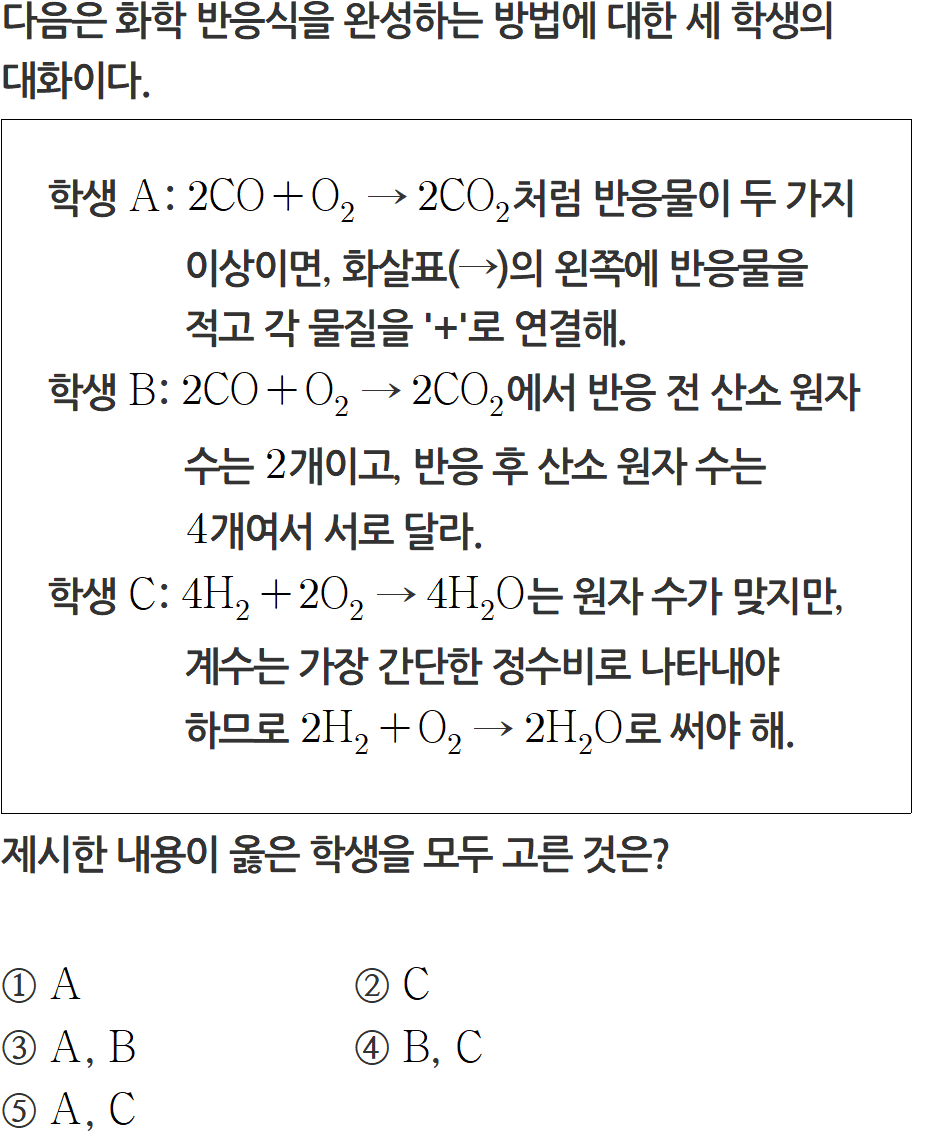 다음은 화학 반응식을 완성하는 방법에 대한 세 학생의
대화이다.
학생 A: 2CO+O₂ → 2CO₂처럼 반응물이 두 가지
이상이면, 화살표(→)의 왼쪽에 반응물을
적고 각 물질을 '+'로 연결해.
학생 B: 2CO+O₂ → 2CO₂에서 반응 전 산소 원자
수는 2개이고, 반응 후 산소 원자 수는
4개여서 서로 달라.
학생 C: 4H₂+2O₂ → 4H₂O는 원자 수가 맞지만,
계수는 가장 간단한 정수비로 나타내야
하므로 2H₂+O₂ → 2H₂O로 써야 해.
제시한 내용이 옳은 학생을 모두 고른 것은?
① A ② C
③ A, B ④ B, C
⑤ A, C